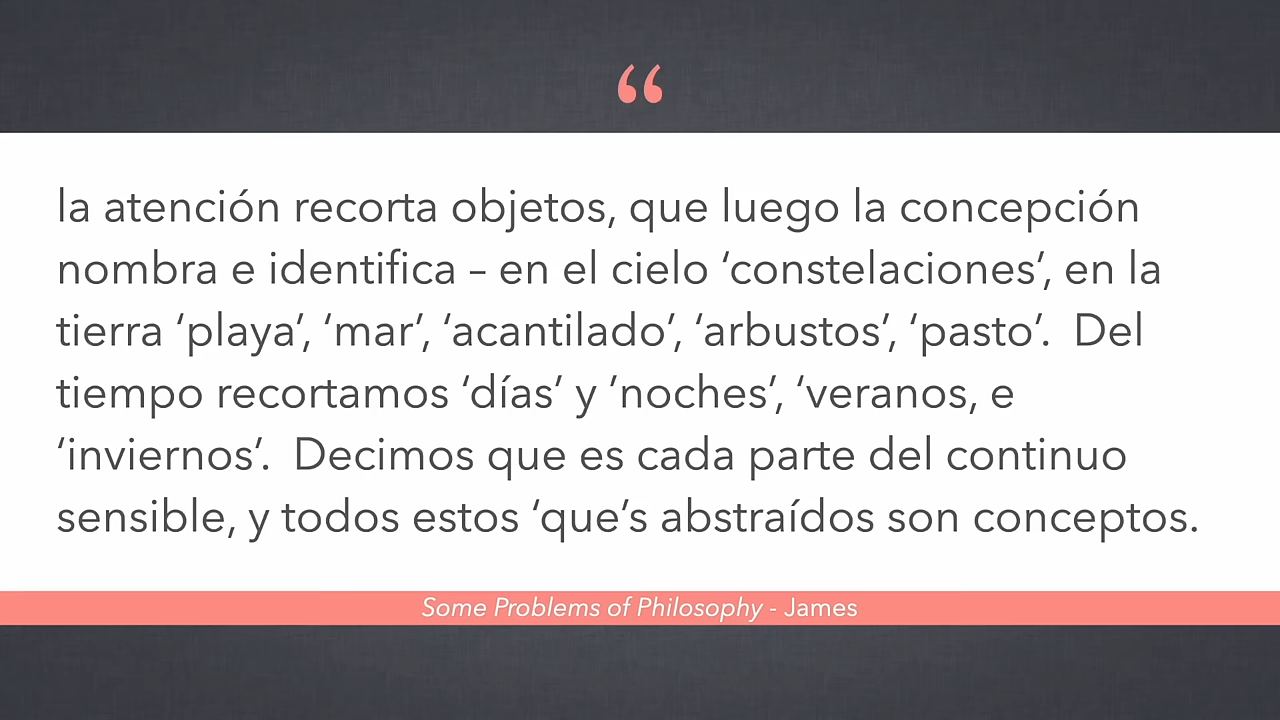 “
la atención recorta objetos, que luego la concepción
nombra e identifica – en el cielo ‘constelaciones’, en la
tierra ‘playa’, ‘mar’, ‘acantilado’, ‘arbustos’, ‘pasto’.  Del
tiempo recortamos ‘días’ y ’noches’, ‘veranos, e
‘inviernos’.  Decimos que es cada parte del continuo
sensible, y todos estos ‘que’s abstraídos son conceptos.
Some Problems of Philosophy - James